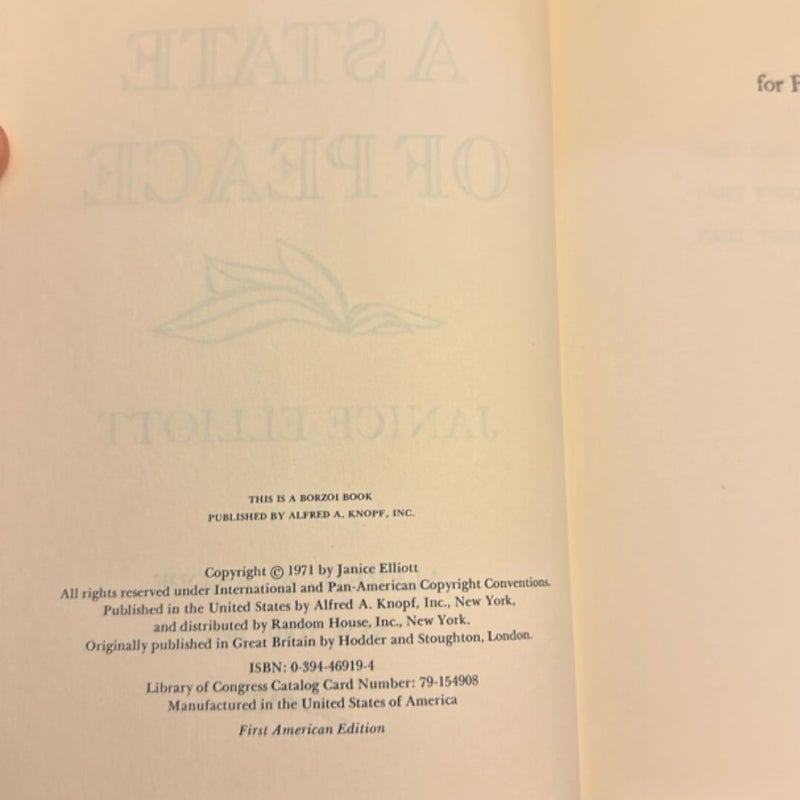 A STATE
OF PEACE
JANICE ELLIOTT
THIS IS A BORZOI BOOK
PUBLISHED BY ALFRED A. KNOPF, INC.
Copyright © 1971 by Janice Elliott
All rights reserved under International and Pan-American Copyright Conventions.
Published in the United States by Alfred A. Knopf, Inc., New York,
and distributed by Random House, Inc., New York.
Originally published in Great Britain by Hodder and Stoughton, London.
ISBN: 0-394-46919-4
Library of Congress Catalog Card Number: 79-154908
Manufactured in the United States of America
First American Edition
for